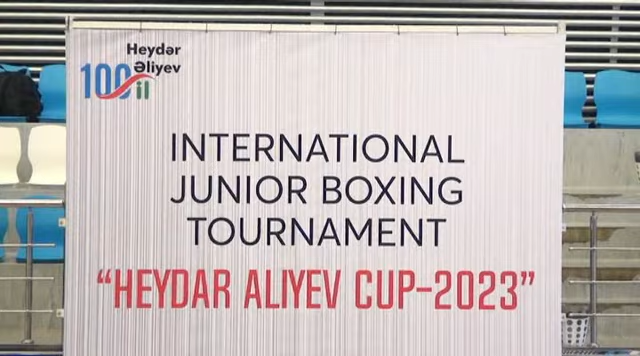 Heydər
Əliyev
100 il
INTERNATIONAL
JUNIOR BOXING
TOURNAMENT
“HEYDAR ALIYEV CUP-2023”